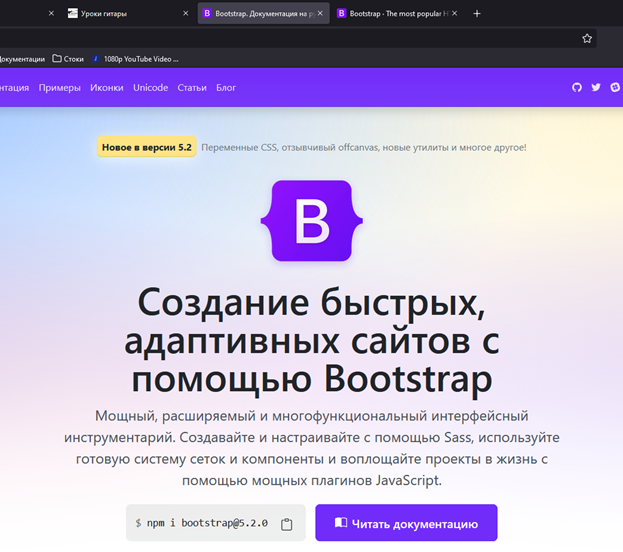 Уроки гитары
Bootstrap. Документация на ру
Bootstrap · The most popular H
Документации
Стоки
1080p YouTube Video ...
нтация Примеры Иконки Unicode Статьи Блог
Новое в версии 5.2 Переменные CSS, отзывчивый offcanvas, новые утилиты и многое другое!
B
Создание быстрых,
адаптивных сайтов с
помощью Bootstrap
Мощный, расширяемый и многофункциональный интерфейсный
инструментарий. Создавайте и настраивайте с помощью Sass, используйте
готовую систему сеток и компоненты и воплощайте проекты в жизнь с
помощью мощных плагинов JavaScript.
$ npm i bootstrap@5.2.0
Читать документацию